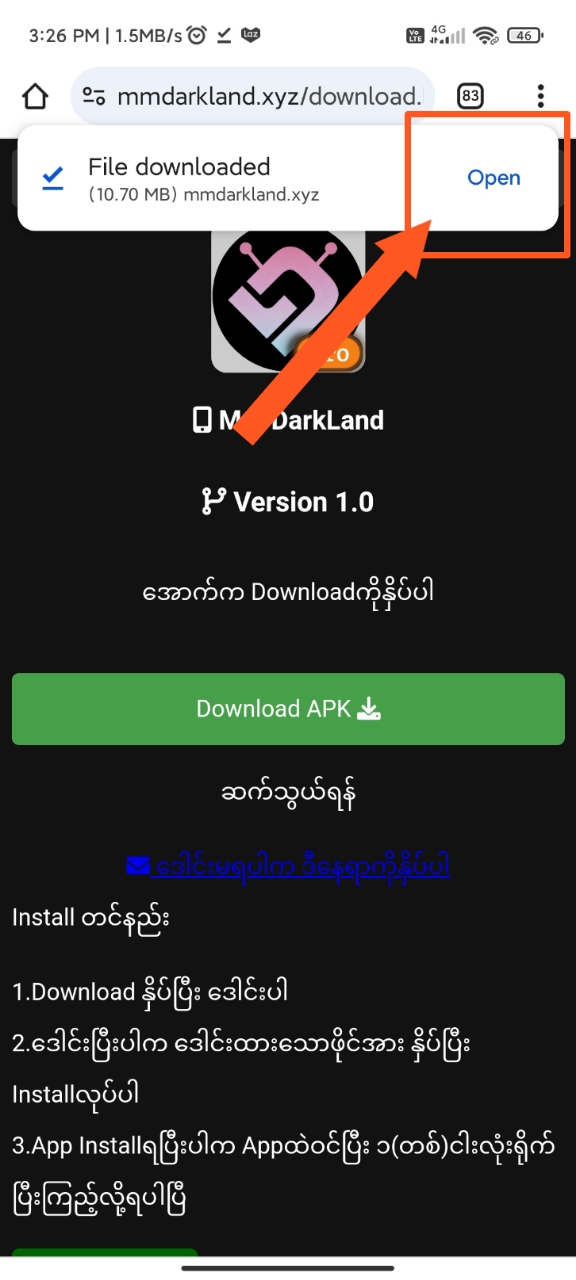 3:26 PM | 1.5MB/s Laz Vo LTE 4G 46
mmdarkland.xyz/download. 83
File downloaded
(10.70 MB) mmdarkland.xyz
Open
DarkLand
Version 1.0
အောက်က Downloadကိုနှိပ်ပါ
Download APK
ဆက်သွယ်ရန်
ဒေါင်းမရပါက ဒီနေရာကိုနှိပ်ပါ
Install တင်နည်း
1.Download နှိပ်ပြီး ဒေါင်းပါ
2.ဒေါင်းပြီးပါက ဒေါင်းထားသောဖိုင်အား နှိပ်ပြီး
Installလုပ်ပါ
3.App Installရပြီးပါက Appထဲဝင်ပြီး ၁(တစ်)ငါးလုံးရိုက်
ပြီးကြည့်လို့ရပါပြီ